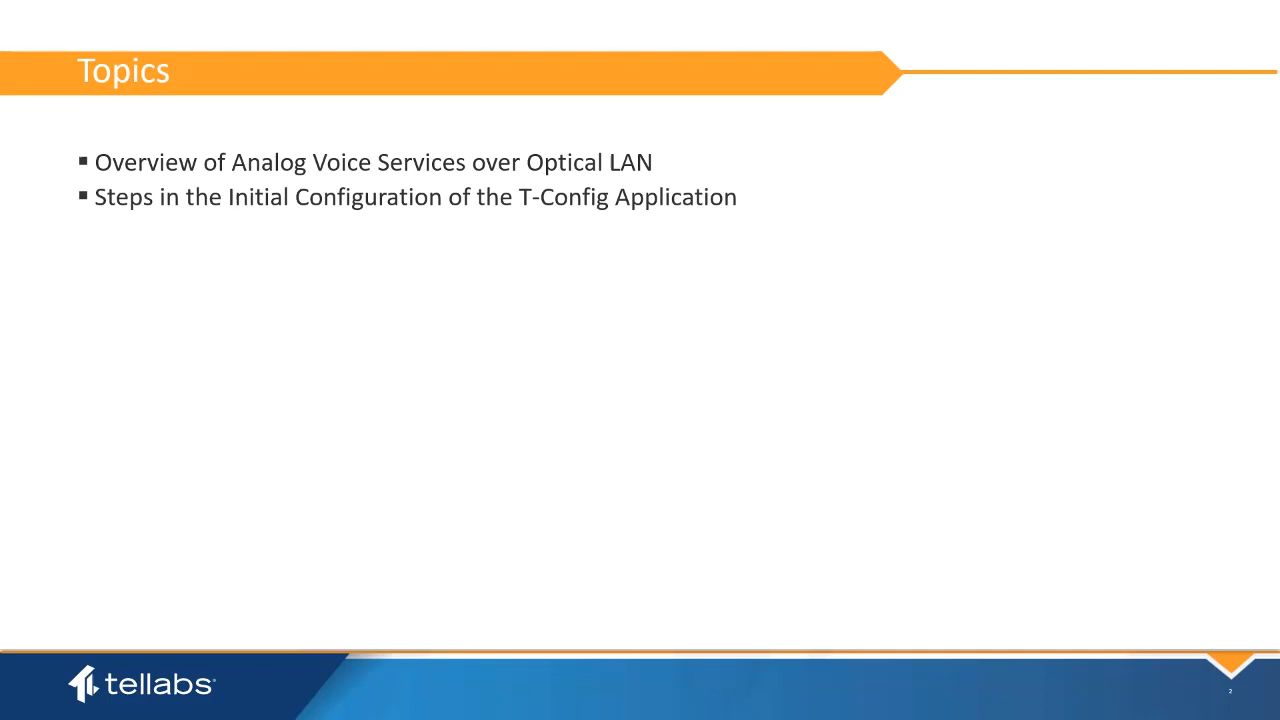 Topics
▪ Overview of Analog Voice Services over Optical LAN
▪ Steps in the Initial Configuration of the T-Config Application
tellabs
2